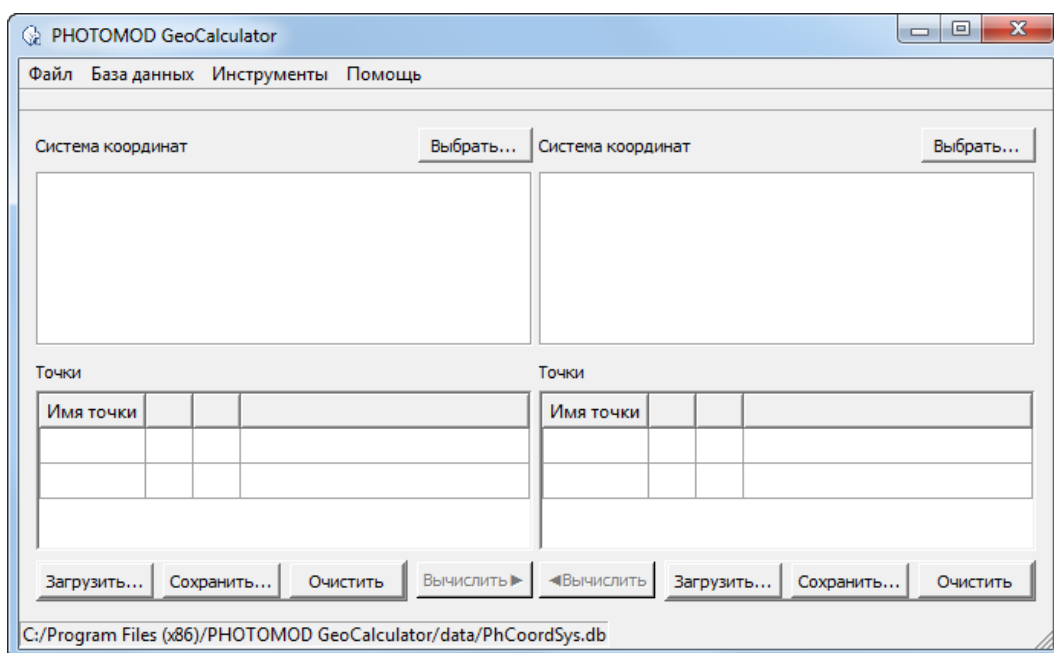 PHOTOMOD GeoCalculator
Файл База данных Инструменты Помощь
Система координат Выбрать... Система координат Выбрать...
Точки Точки
Имя точки Имя точки
Загрузить... Сохранить... Очистить Вычислить▶ ◀Вычислить Загрузить... Сохранить... Очистить
C:/Program Files (x86)/PHOTOMOD GeoCalculator/data/PhCoordSys.db